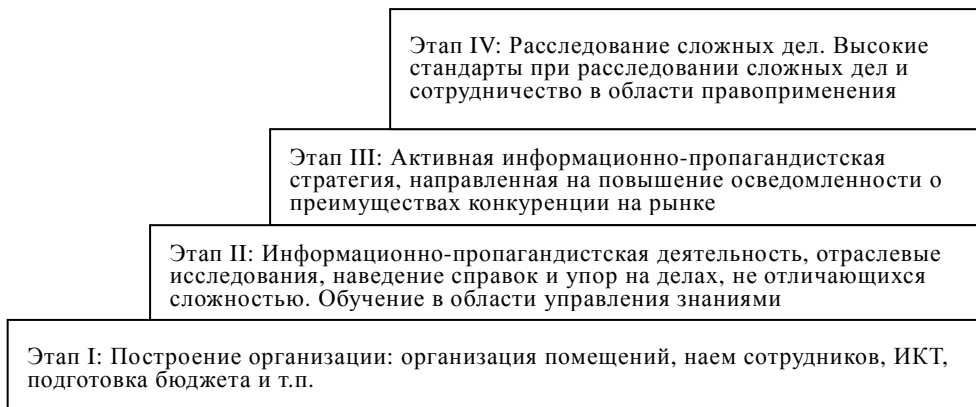 Этап IV: Расследование сложных дел. Высокие
стандарты при расследовании сложных дел и
сотрудничество в области правоприменения
Этап III: Активная информационно-пропагандистская
стратегия, направленная на повышение осведомленности о
преимуществах конкуренции на рынке
Этап II: Информационно-пропагандистская деятельность, отраслевые
исследования, наведение справок и упор на делах, не отличающихся
сложностью. Обучение в области управления знаниями
Этап I: Построение организации: организация помещений, наем сотрудников, ИКТ,
подготовка бюджета и т.п.